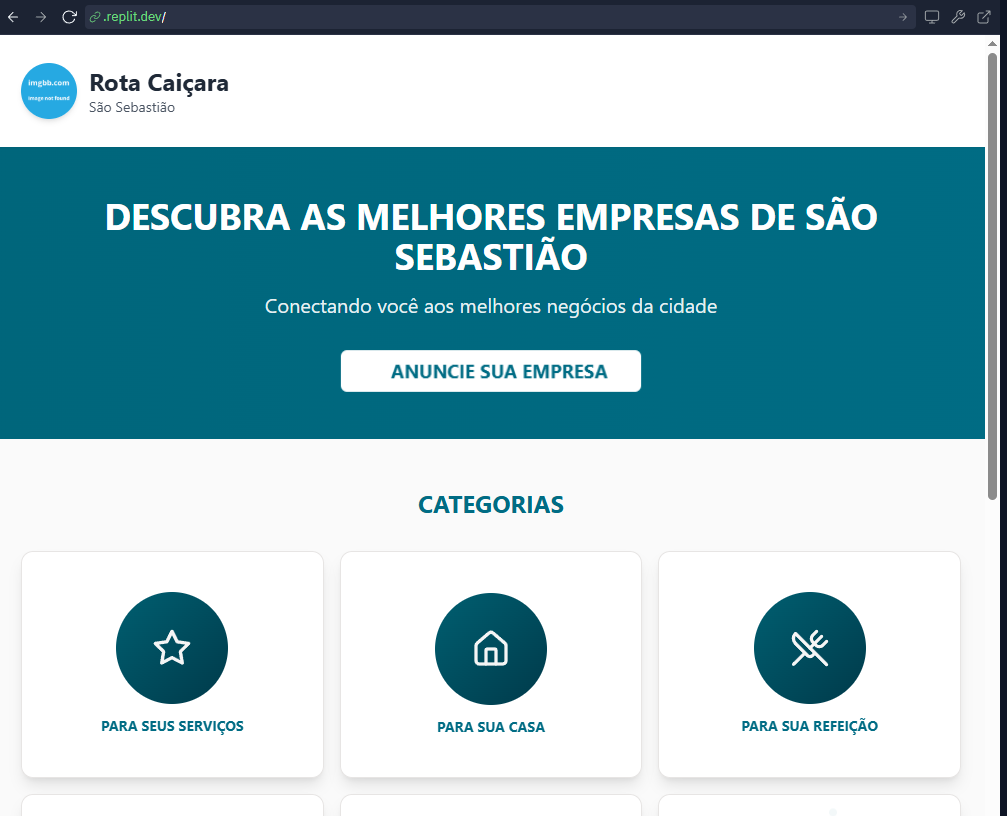 .replit.dev/
imgbb.com
image not found
Rota Caiçara
São Sebastião
DESCUBRA AS MELHORES EMPRESAS DE SÃO
SEBASTIÃO
Conectando você aos melhores negócios da cidade
ANUNCIE SUA EMPRESA
CATEGORIAS
PARA SEUS SERVIÇOS
PARA SUA CASA
PARA SUA REFEIÇÃO